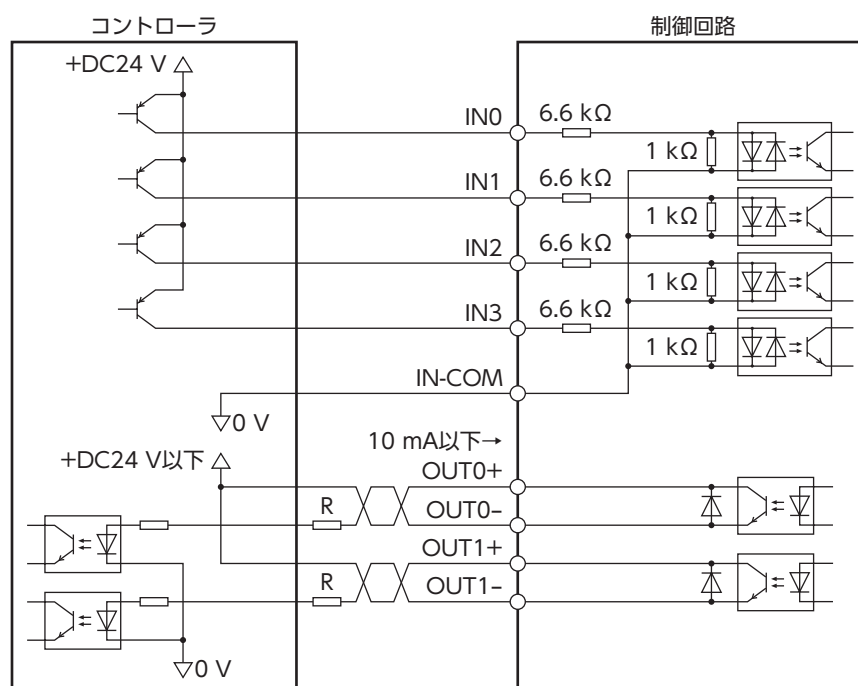 コントローラ
制御回路
+DC24 V
IN0
6.6 kΩ
1 kΩ
IN1
6.6 kΩ
1 kΩ
IN2
6.6 kΩ
1 kΩ
IN3
6.6 kΩ
1 kΩ
IN-COM
0 V
10 mA以下→
+DC24 V以下
OUT0+
R
OUT0−
OUT1+
R
OUT1−
0 V